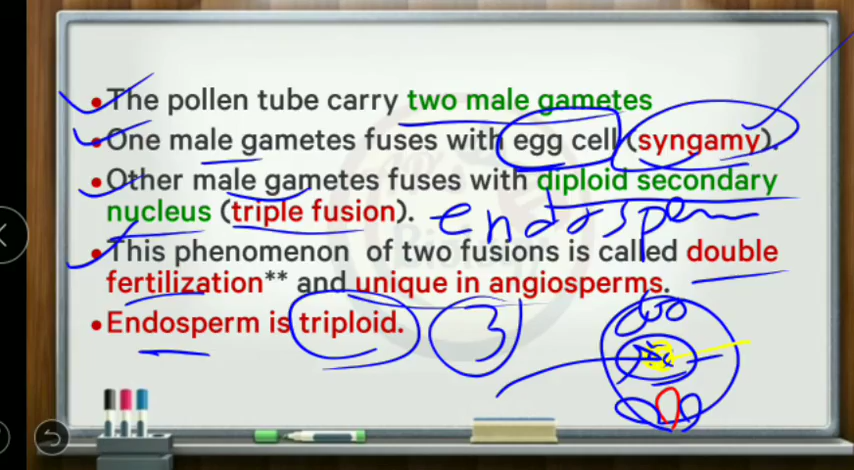 •The pollen tube carry two male gametes
•One male gametes fuses with egg cell (syngamy).
•Other male gametes fuses with diploid secondary
nucleus (triple fusion). endosperm
•This phenomenon of two fusions is called double
fertilization** and unique in angiosperms.
•Endosperm is triploid. 3